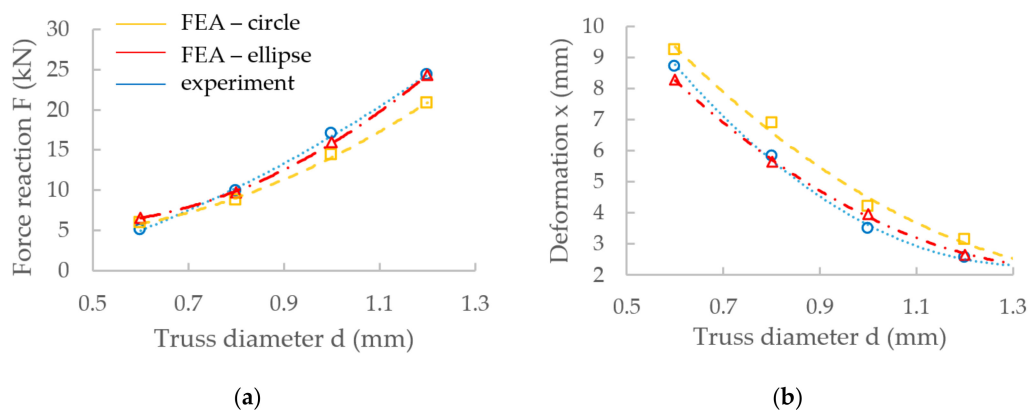 FEA – circle
FEA – ellipse
experiment
Force reaction F (kN)
30
25
20
15
10
5
0
0.5 0.7 0.9 1.1 1.3
Truss diameter d (mm)
(a)
Deformation x (mm)
10
9
8
7
6
5
4
3
2
0.5 0.7 0.9 1.1 1.3
Truss diameter d (mm)
(b)